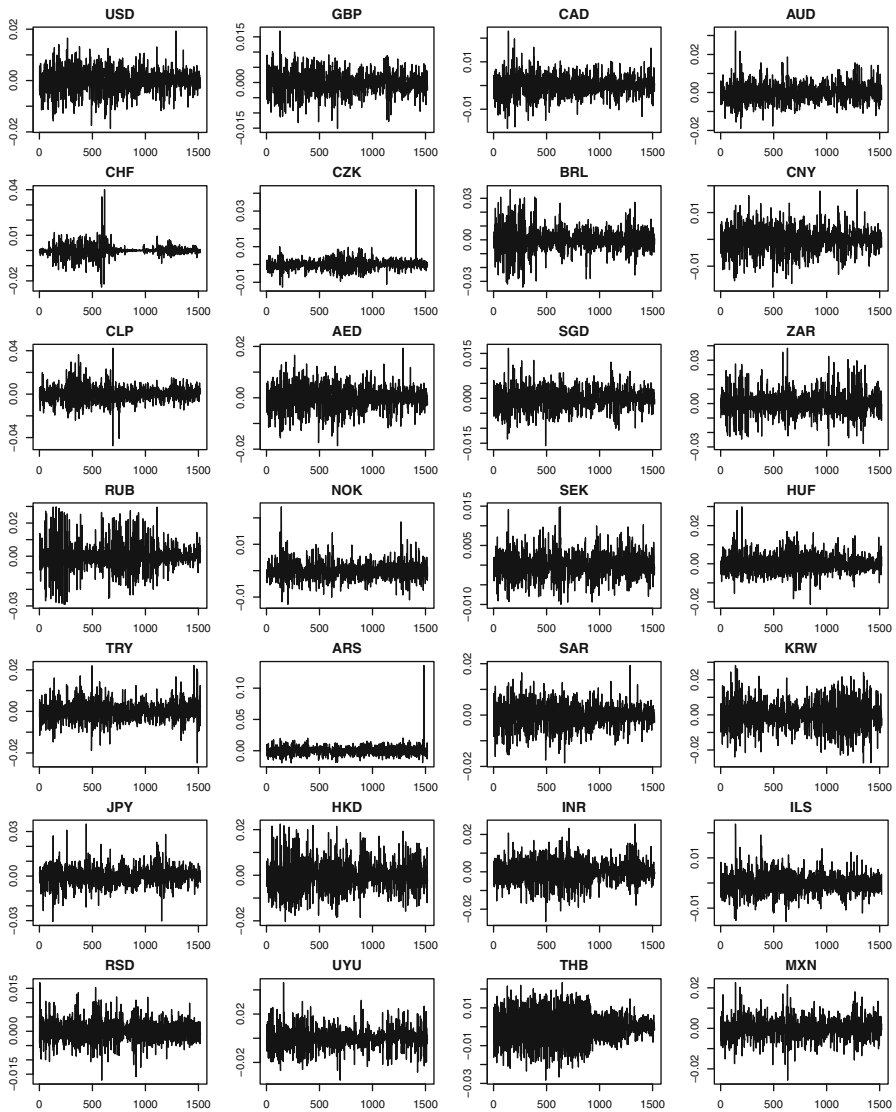 USD
−0.02 0.00 0.02
0 500 1000 1500
GBP
−0.015 0.000 0.015
0 500 1000 1500
CAD
−0.01 0.01
0 500 1000 1500
AUD
−0.02 0.00 0.02
0 500 1000 1500
CHF
−0.02 0.01 0.04
0 500 1000 1500
CZK
−0.01 0.01 0.03
0 500 1000 1500
BRL
−0.03 0.00 0.03
0 500 1000 1500
CNY
−0.01 0.01
0 500 1000 1500
CLP
−0.04 0.00 0.04
0 500 1000 1500
AED
−0.02 0.00 0.02
0 500 1000 1500
SGD
−0.015 0.000 0.015
0 500 1000 1500
ZAR
−0.03 0.00 0.03
0 500 1000 1500
RUB
−0.03 0.00 0.02
0 500 1000 1500
NOK
−0.01 0.01
0 500 1000 1500
SEK
−0.010 0.005 0.015
0 500 1000 1500
HUF
−0.02 0.00 0.02
0 500 1000 1500
TRY
−0.02 0.00 0.02
0 500 1000 1500
ARS
0.00 0.05 0.10
0 500 1000 1500
SAR
−0.02 0.00 0.02
0 500 1000 1500
KRW
−0.02 0.00 0.02
0 500 1000 1500
JPY
−0.03 0.00 0.03
0 500 1000 1500
HKD
−0.02 0.00 0.02
0 500 1000 1500
INR
−0.02 0.00 0.02
0 500 1000 1500
ILS
−0.01 0.01
0 500 1000 1500
RSD
−0.015 0.000 0.015
0 500 1000 1500
UYU
−0.02 0.00 0.02
0 500 1000 1500
THB
−0.03 −0.01 0.01
0 500 1000 1500
MXN
−0.02 0.00 0.02
0 500 1000 1500